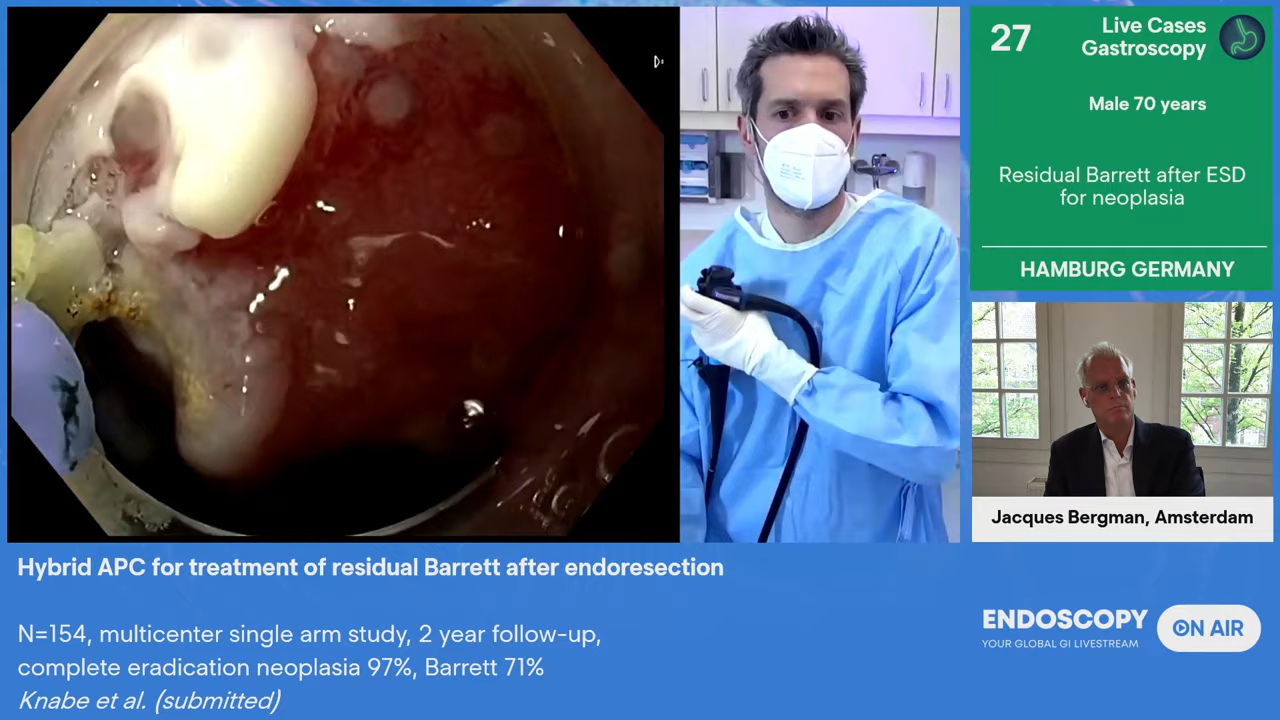 27
Live Cases
Gastroscopy
Male 70 years
Residual Barrett after ESD
for neoplasia
HAMBURG GERMANY
Jacques Bergman, Amsterdam
Hybrid APC for treatment of residual Barrett after endoresection
N=154, multicenter single arm study, 2 year follow-up,
complete eradication neoplasia 97%, Barrett 71%
Knabe et al. (submitted)
ENDOSCOPY
YOUR GLOBAL GI LIVESTREAM
ON AIR